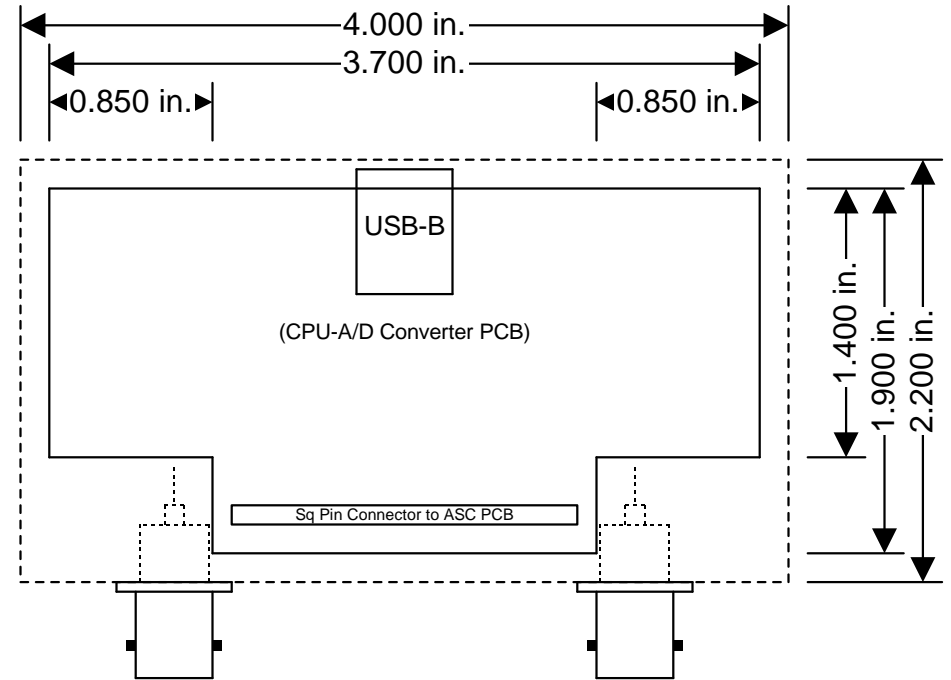 4.000 in.
3.700 in.
0.850 in.
0.850 in.
USB-B
(CPU-A/D Converter PCB)
1.400 in.
1.900 in.
2.200 in.
Sq Pin Connector to ASC PCB